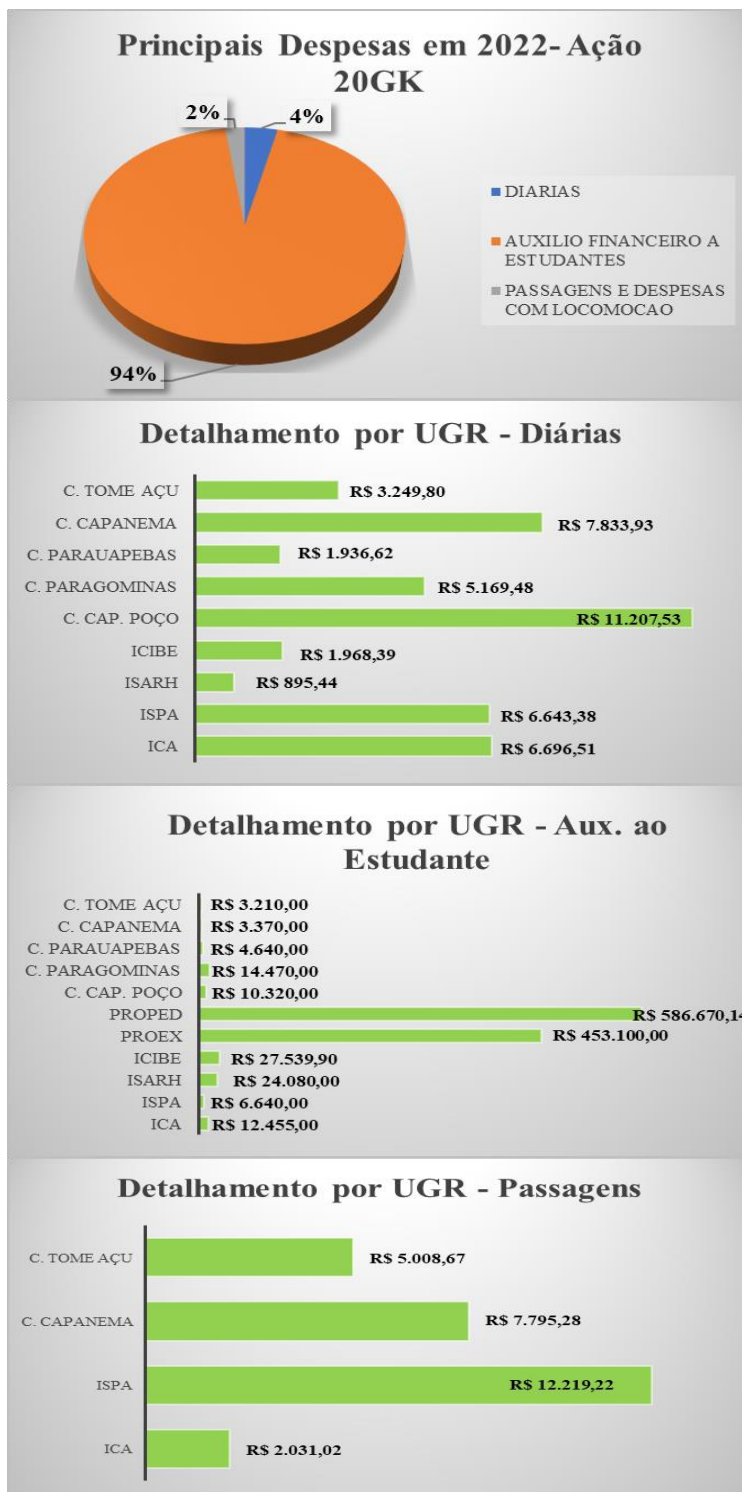 Principais Despesas em 2022- Ação
20GK
2%
4%
94%
DIARIAS
AUXILIO FINANCEIRO A
ESTUDANTES
PASSAGENS E DESPESAS
COM LOCOMOCAO
Detalhamento por UGR - Diárias
C. TOME AÇU R$ 3.249,80
C. CAPANEMA R$ 7.833,93
C. PARAUAPEBAS R$ 1.936,62
C. PARAGOMINAS R$ 5.169,48
C. CAP. POÇO R$ 11.207,53
ICIBE R$ 1.968,39
ISARH R$ 895,44
ISPA R$ 6.643,38
ICA R$ 6.696,51
Detalhamento por UGR - Aux. ao
Estudante
C. TOME AÇU R$ 3.210,00
C. CAPANEMA R$ 3.370,00
C. PARAUAPEBAS R$ 4.640,00
C. PARAGOMINAS R$ 14.470,00
C. CAP. POÇO R$ 10.320,00
PROPED R$ 586.670,14
PROEX R$ 453.100,00
ICIBE R$ 27.539,90
ISARH R$ 24.080,00
ISPA R$ 6.640,00
ICA R$ 12.455,00
Detalhamento por UGR - Passagens
C. TOME AÇU R$ 5.008,67
C. CAPANEMA R$ 7.795,28
ISPA R$ 12.219,22
ICA R$ 2.031,02